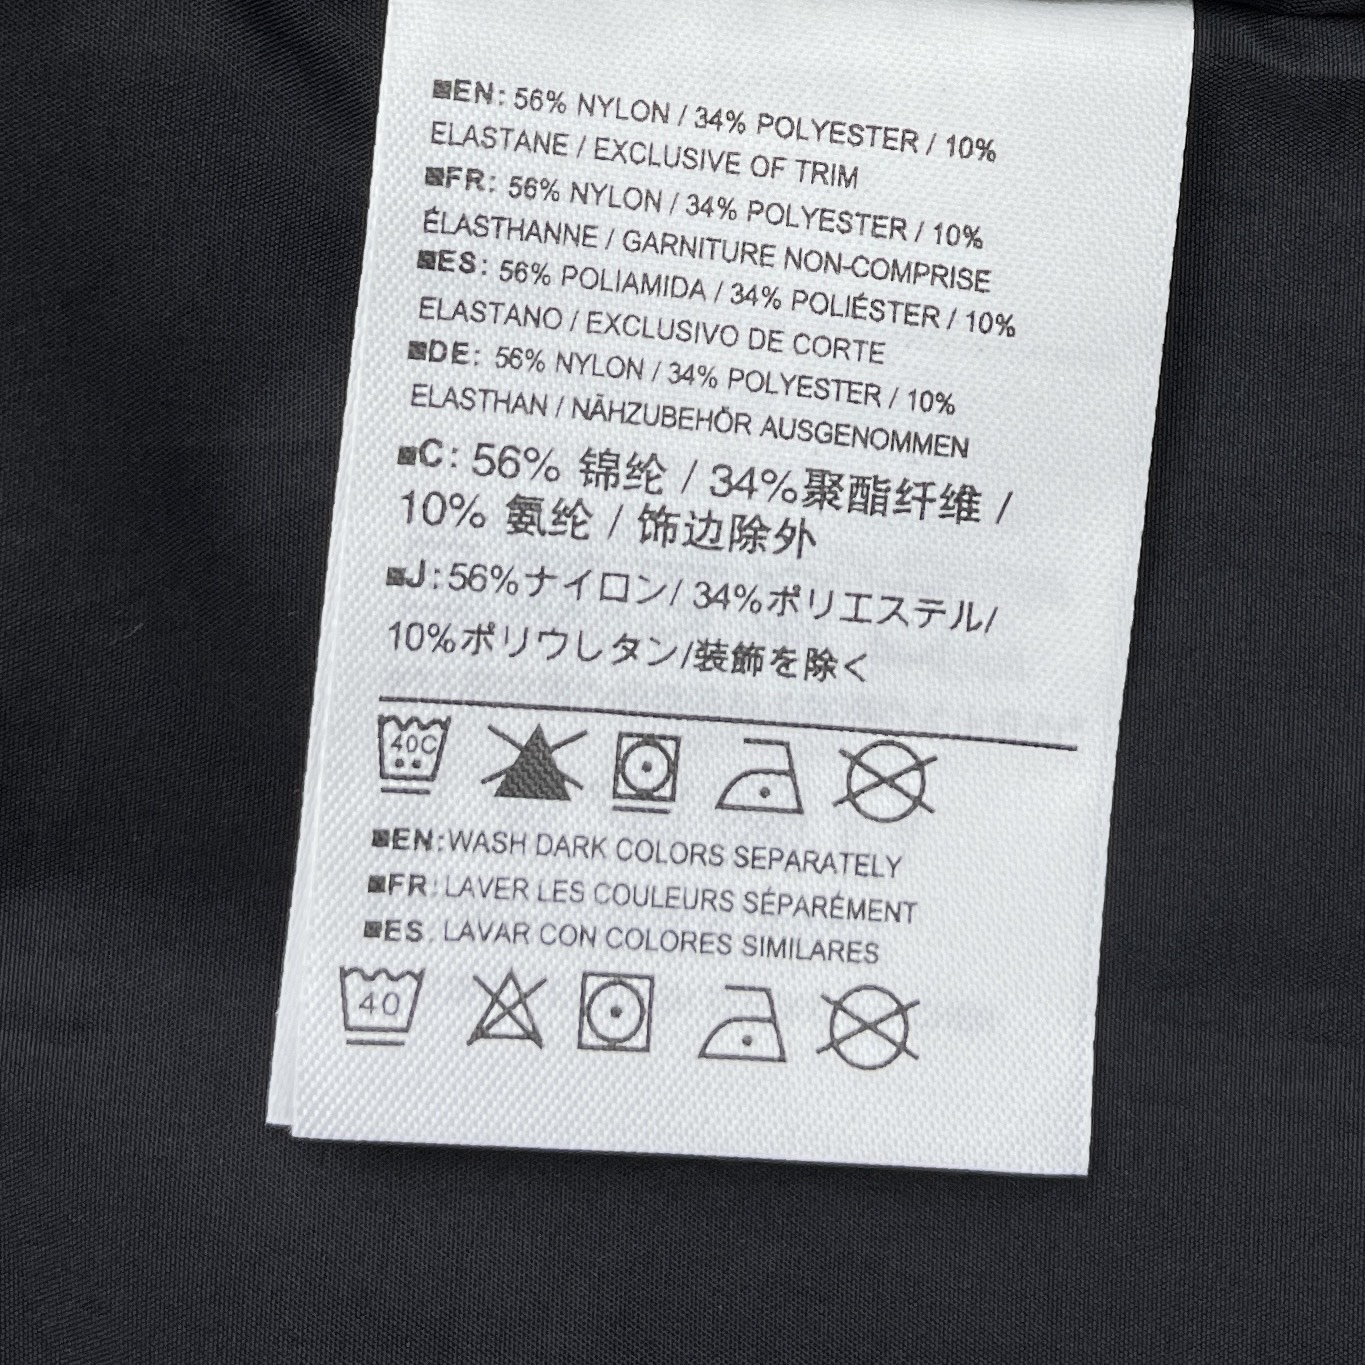 EN: 56% NYLON / 34% POLYESTER / 10%
ELASTANE / EXCLUSIVE OF TRIM
FR: 56% NYLON / 34% POLYESTER / 10%
ÉLASTHANNE / GARNITURE NON-COMPRISE
ES: 56% POLIAMIDA / 34% POLIÉSTER / 10%
ELASTANO / EXCLUSIVO DE CORTE
DE: 56% NYLON / 34% POLYESTER / 10%
ELASTHAN / NÄHZUBEHÖR AUSGENOMMEN
C: 56% 锦纶 / 34%聚酯纤维 /
10% 氨纶 / 饰边除外
J:56%ナイロン/ 34%ポリエステル/
10%ポリウレタン/装飾を除く
40C
EN:WASH DARK COLORS SEPARATELY
FR:LAVER LES COULEURS SÉPARÉMENT
ES. LAVAR CON COLORES SIMILARES
40